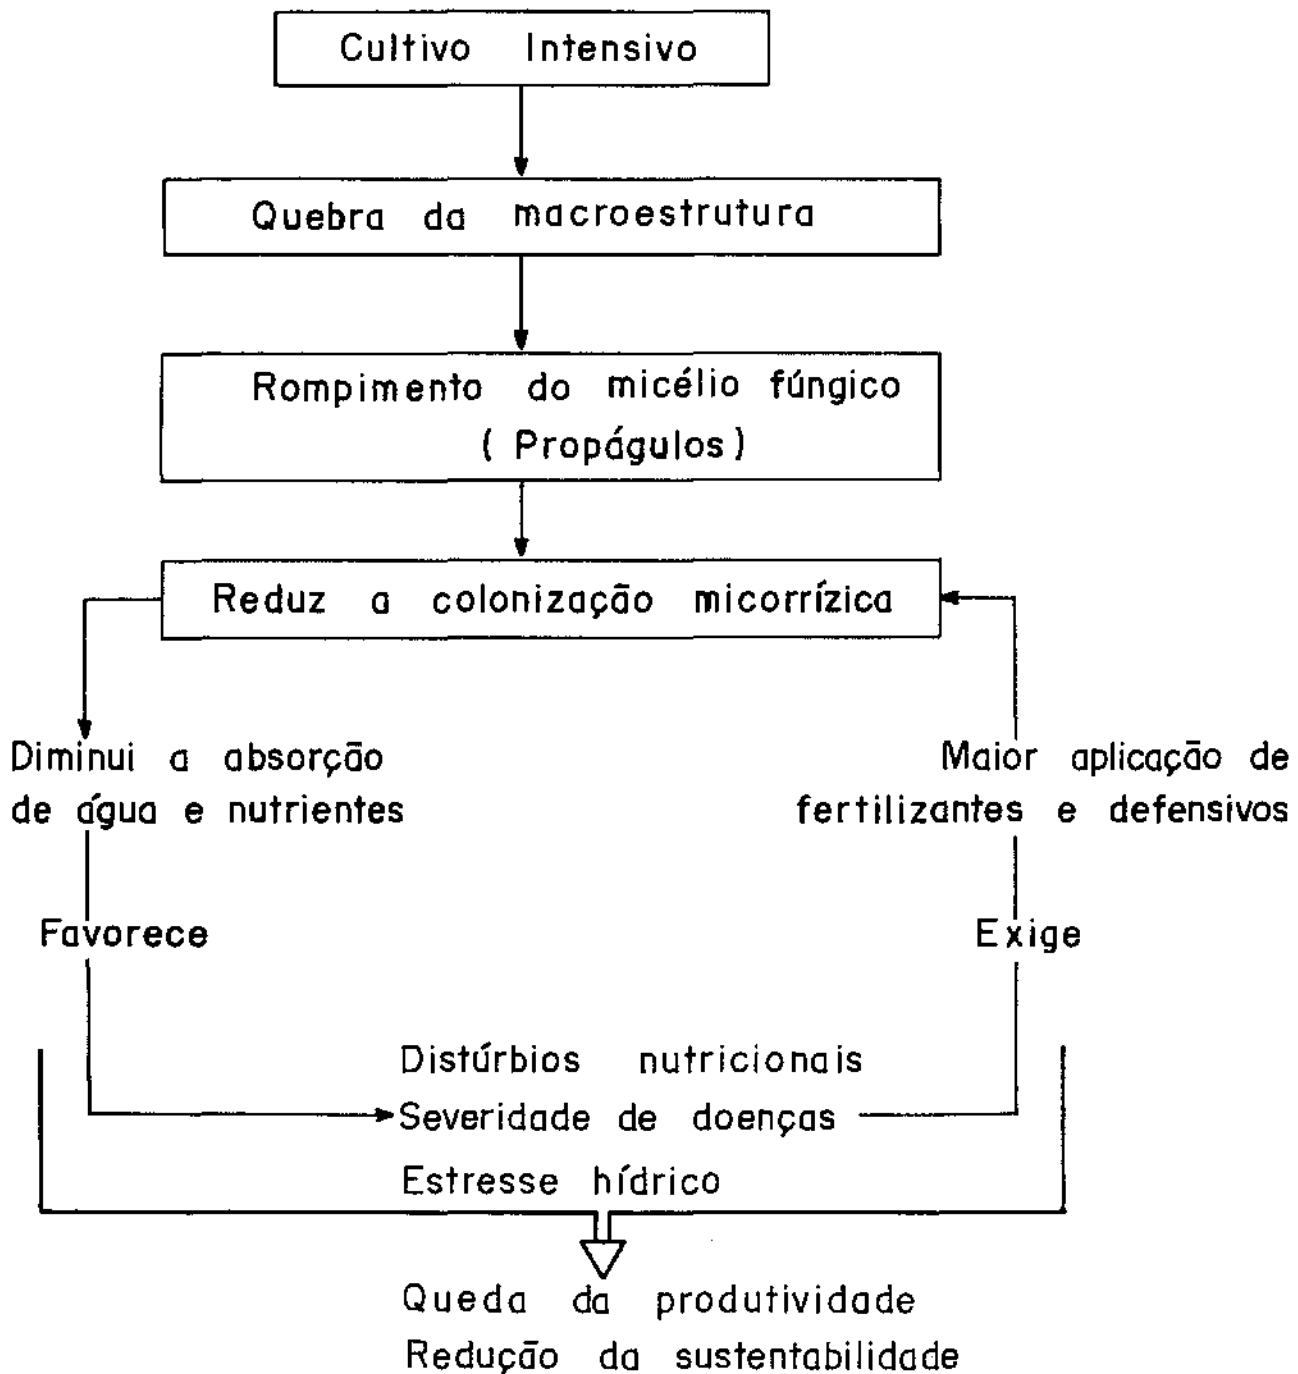 Cultivo Intensivo
Quebra da macroestrutura
Rompimento do micélio fúngico
( Propágulos )
Reduz a colonização micorrízica
Diminui a absorção
de água e nutrientes
Maior aplicação de
fertilizantes e defensivos
Favorece
Exige
Distúrbios nutricionais
Severidade de doenças
Estresse hídrico
Queda da produtividade
Redução da sustentabilidade